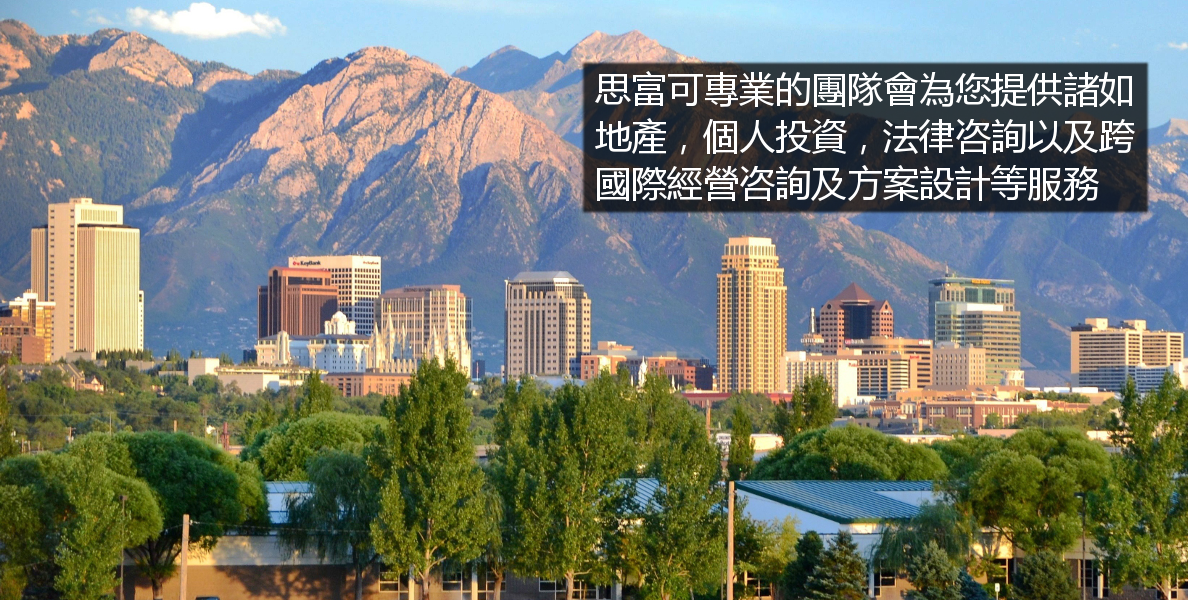 思富可專業的團隊會為您提供諸如
地產，個人投資，法律咨詢以及跨
國際經營咨詢及方案設計等服務
KeyBank